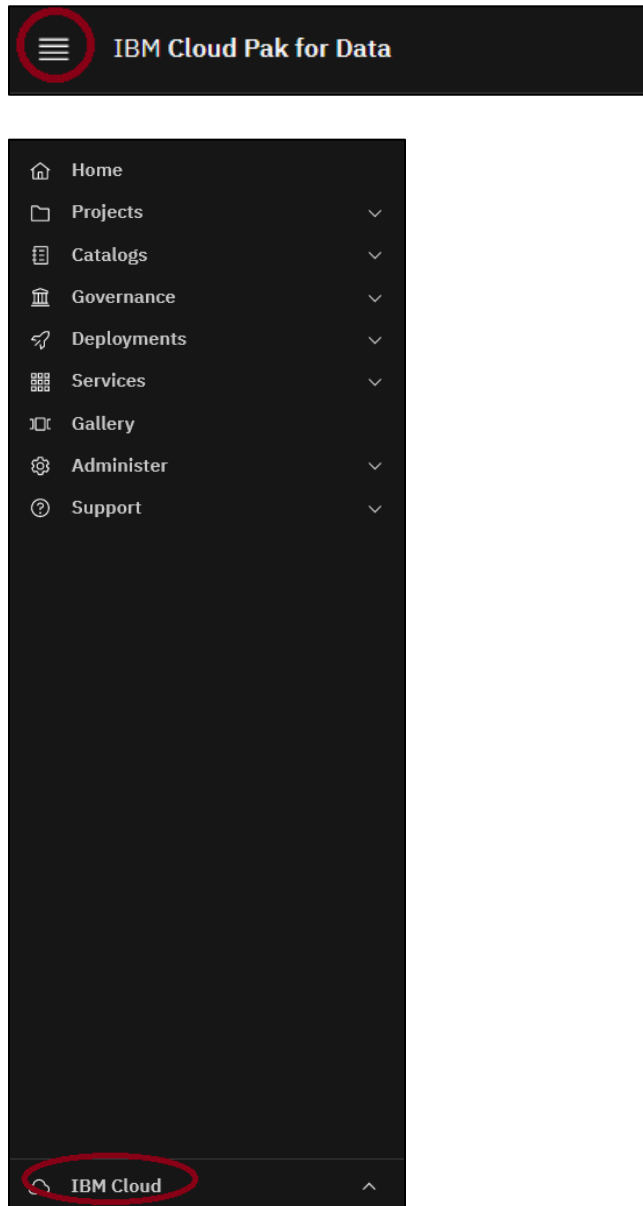 IBM Cloud Pak for Data
Home
Projects
Catalogs
Governance
Deployments
Services
Gallery
Administer
Support
IBM Cloud